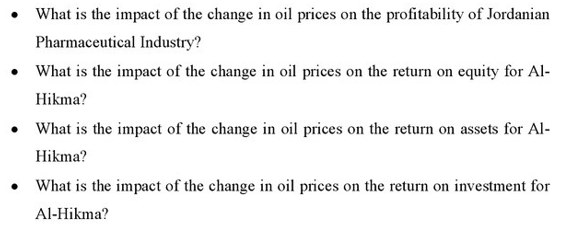 • What is the impact of the change in oil prices on the profitability of Jordanian
Pharmaceutical Industry?
• What is the impact of the change in oil prices on the return on equity for Al-
Hikma?
• What is the impact of the change in oil prices on the return on assets for Al-
Hikma?
• What is the impact of the change in oil prices on the return on investment for
Al-Hikma?